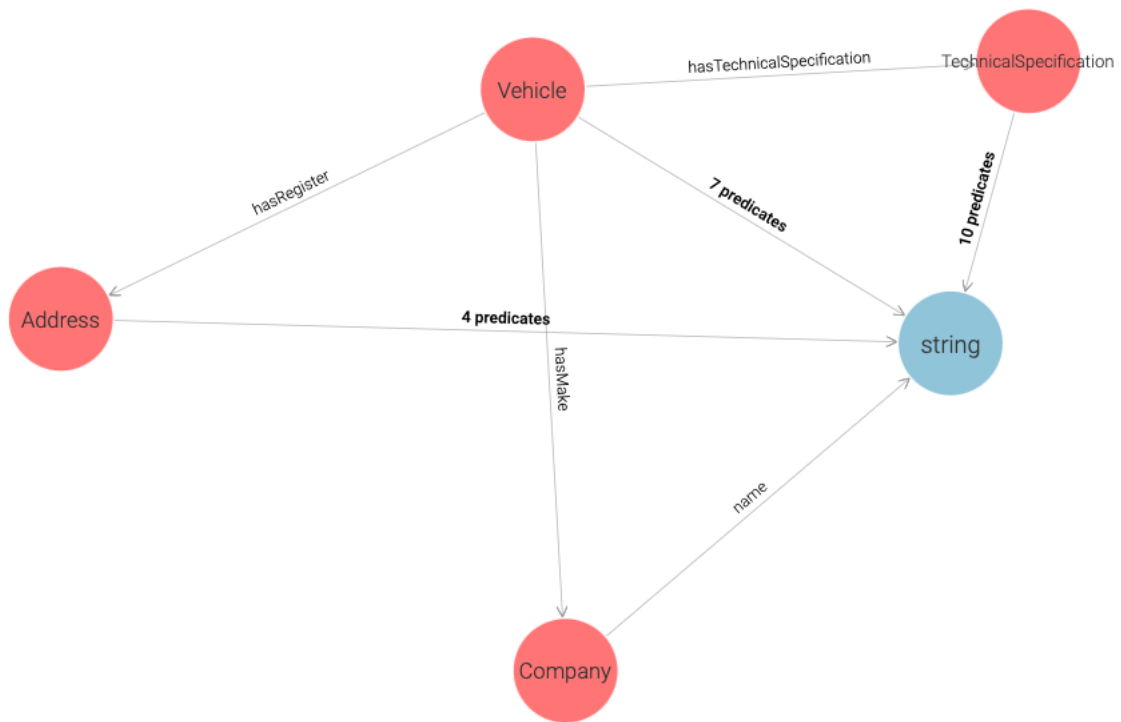 Vehicle
hasTechnicalSpecification
TechnicalSpecification
hasRegister
7 predicates
10 predicates
Address
4 predicates
string
hasMake
name
Company